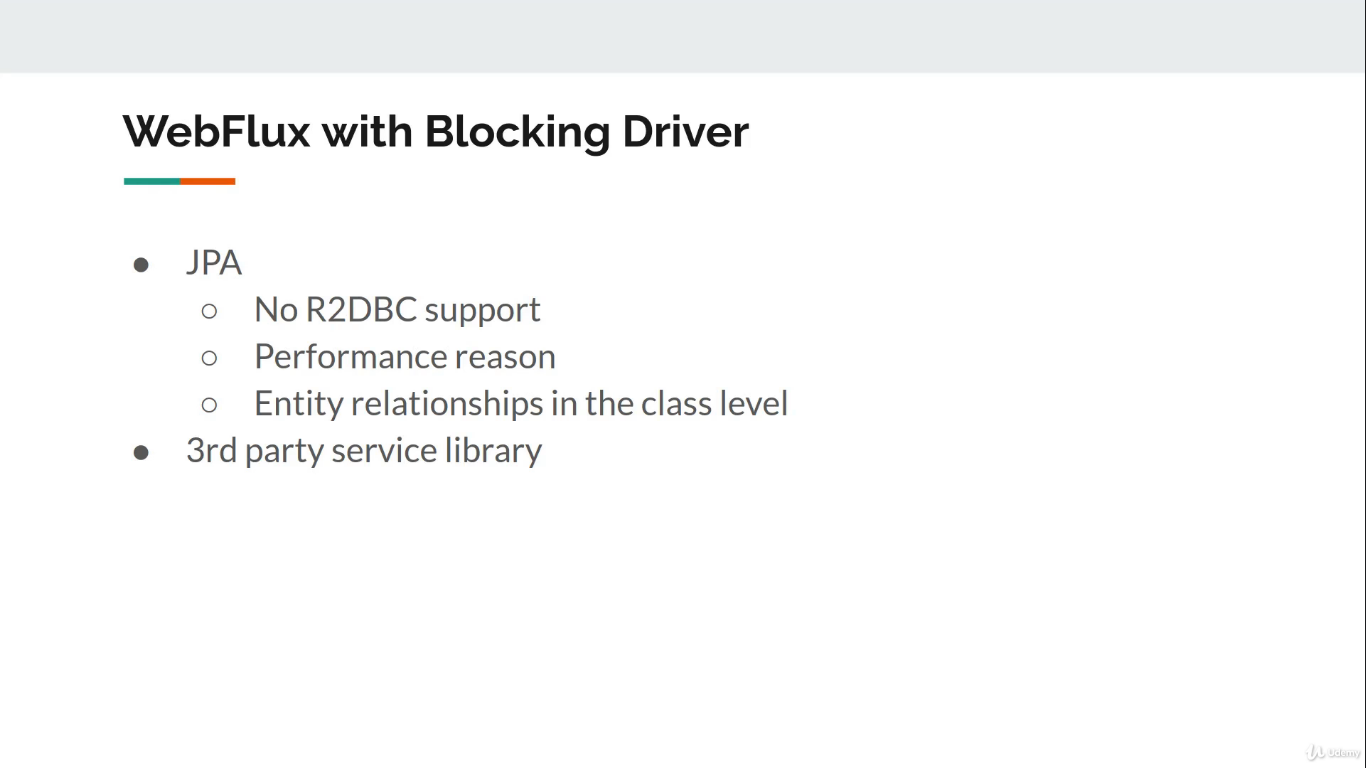 WebFlux with Blocking Driver
● JPA
○ No R2DBC support
○ Performance reason
○ Entity relationships in the class level
● 3rd party service library
Udemy